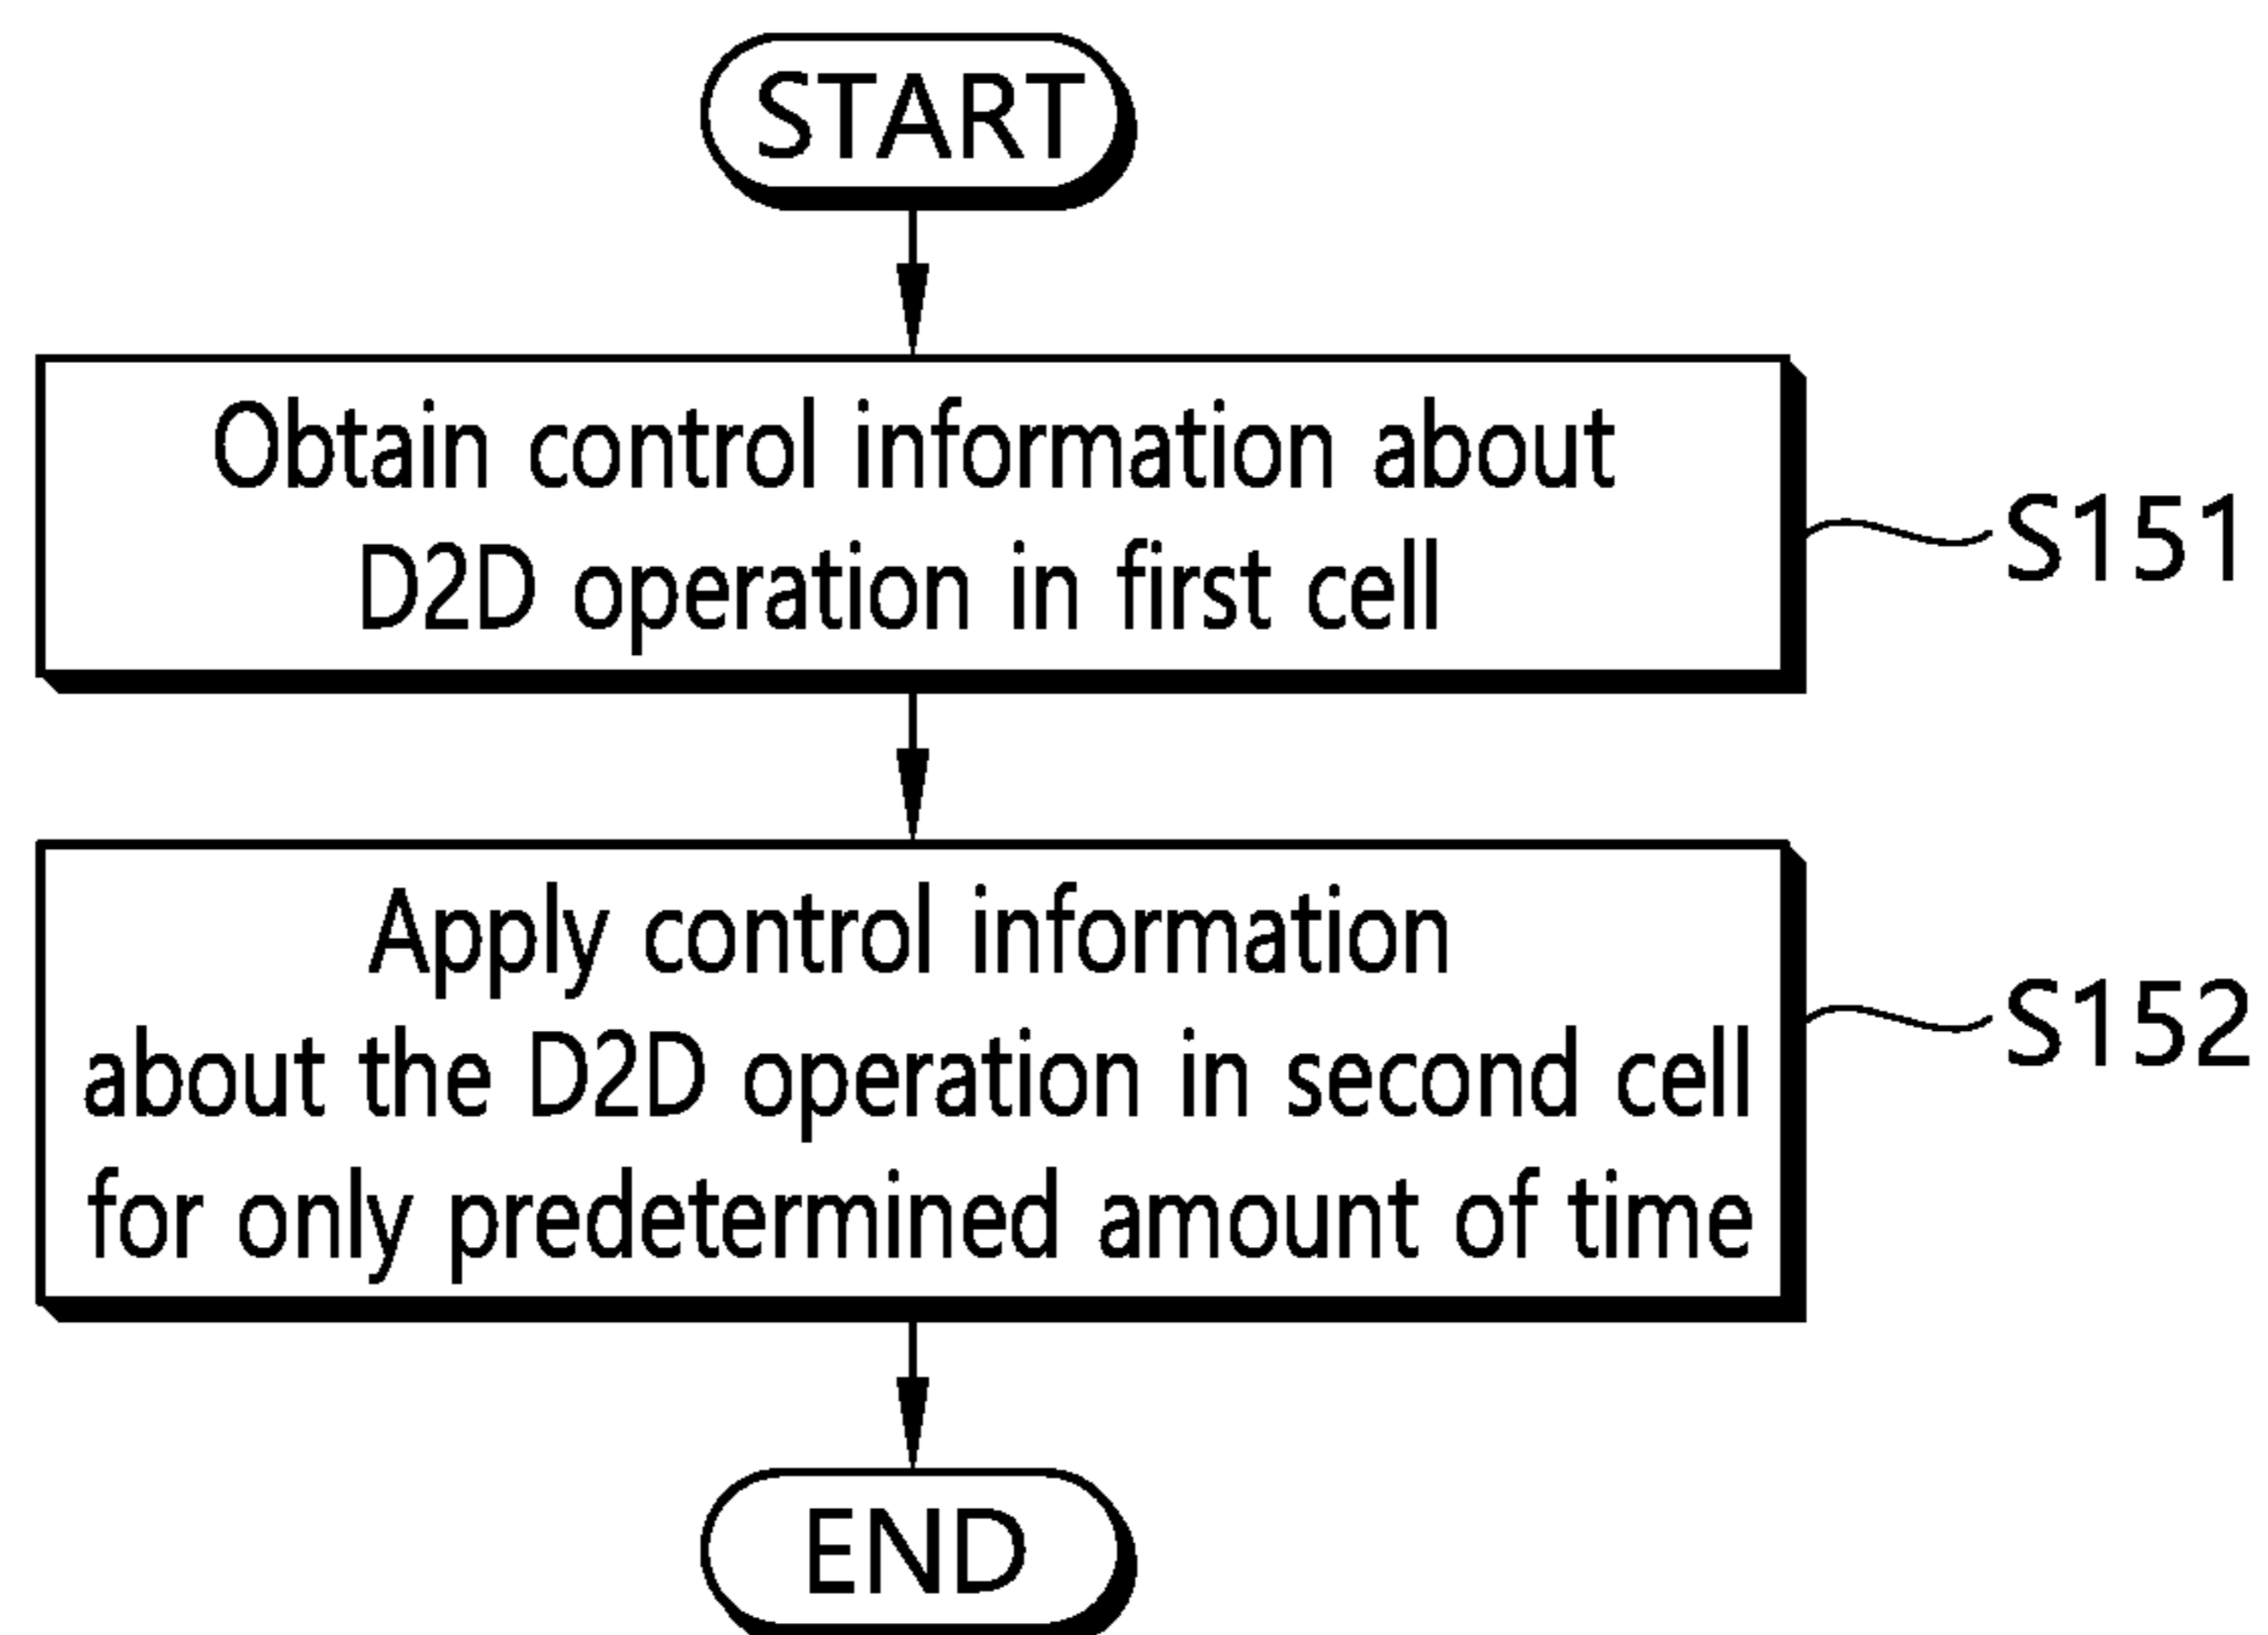 START
Obtain control information about
D2D operation in first cell
S151
Apply control information
about the D2D operation in second cell
for only predetermined amount of time
S152
END